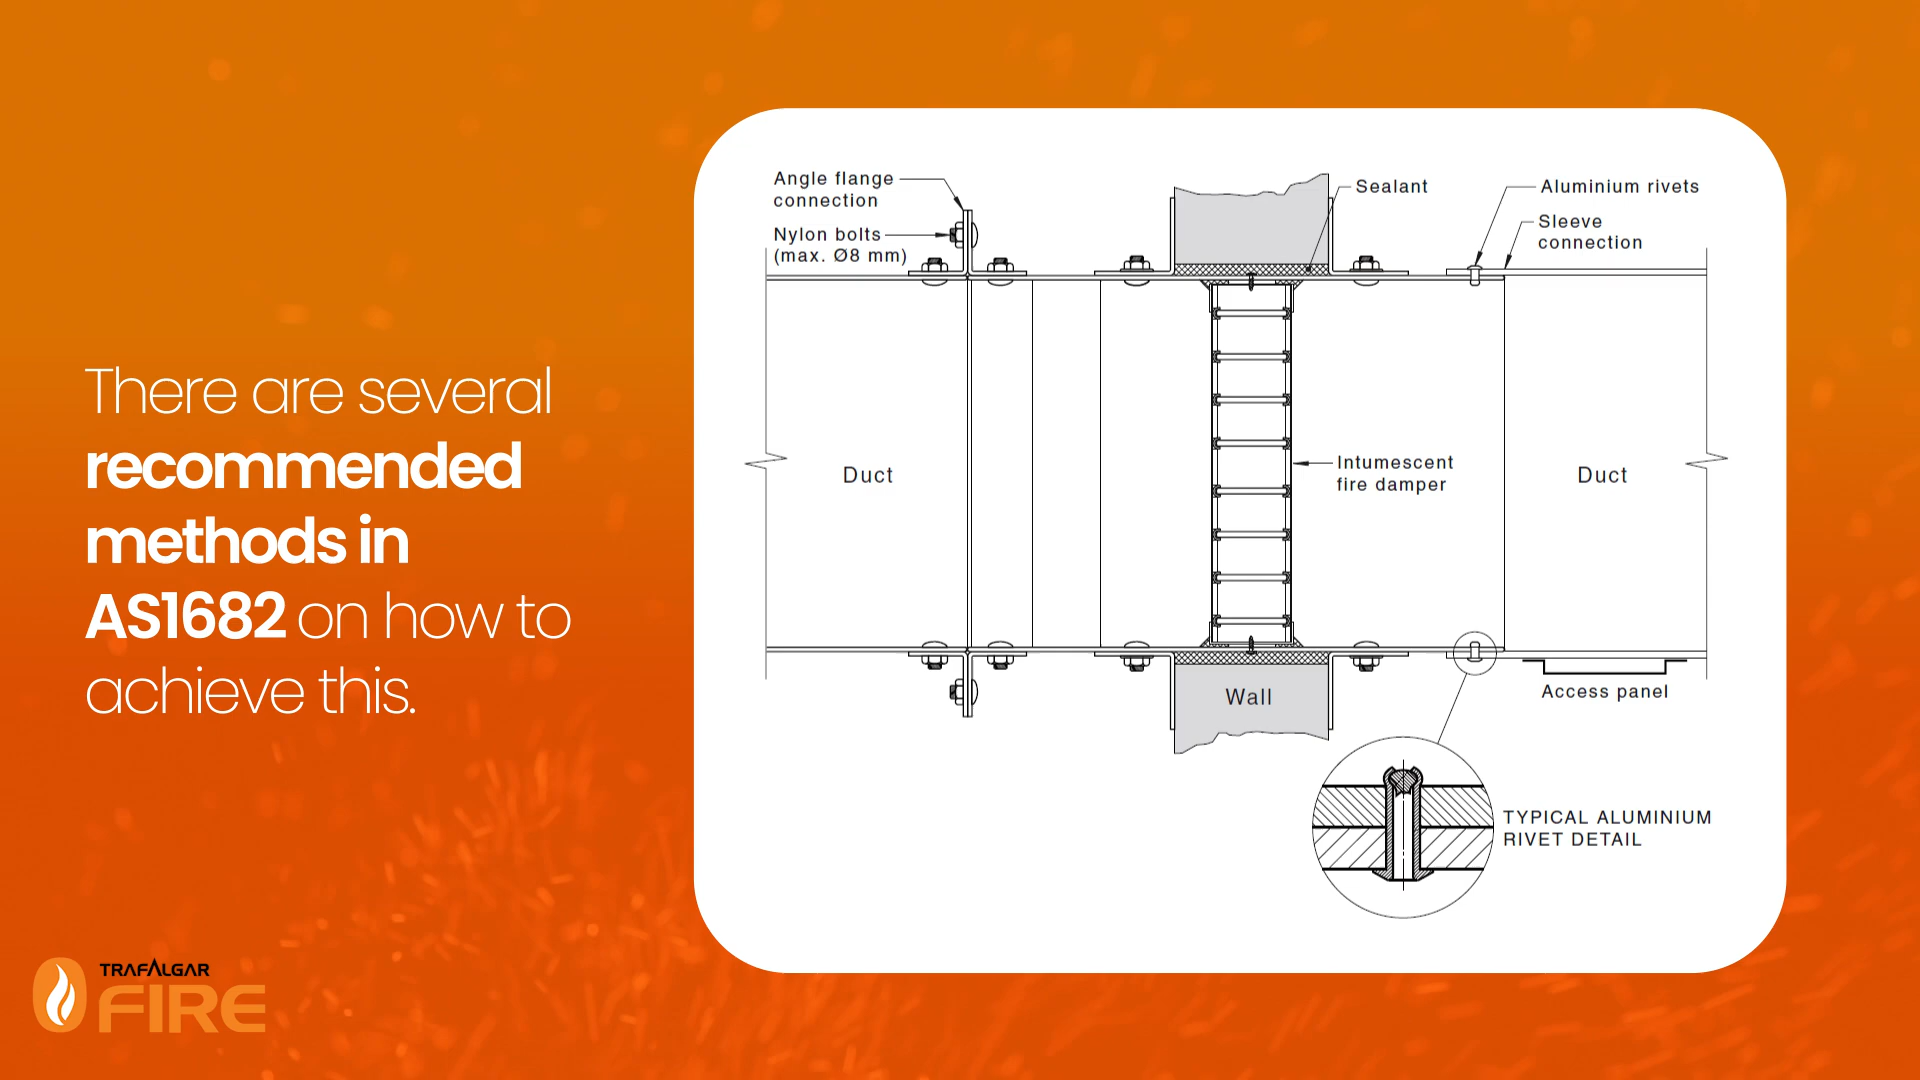 There are several
recommended
methods in
AS1682 on how to
achieve this.
TRAFALGAR
FIRE
Angle flange
connection
Nylon bolts
(max. Ø8 mm)
Sealant
Aluminium rivets
Sleeve
connection
Duct
Intumescent
fire damper
Duct
Wall
Access panel
TYPICAL ALUMINIUM
RIVET DETAIL